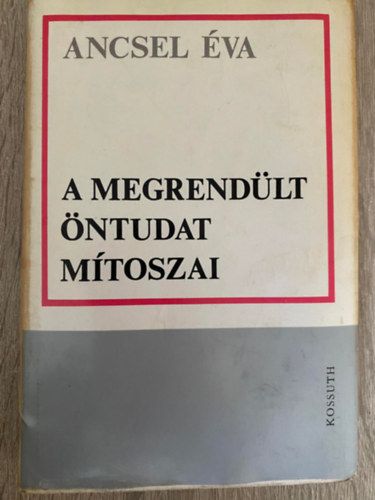 ANCSEL ÉVA
A MEGRENDÜLT
ÖNTUDAT
MÍTOSZAI
KOSSUTH